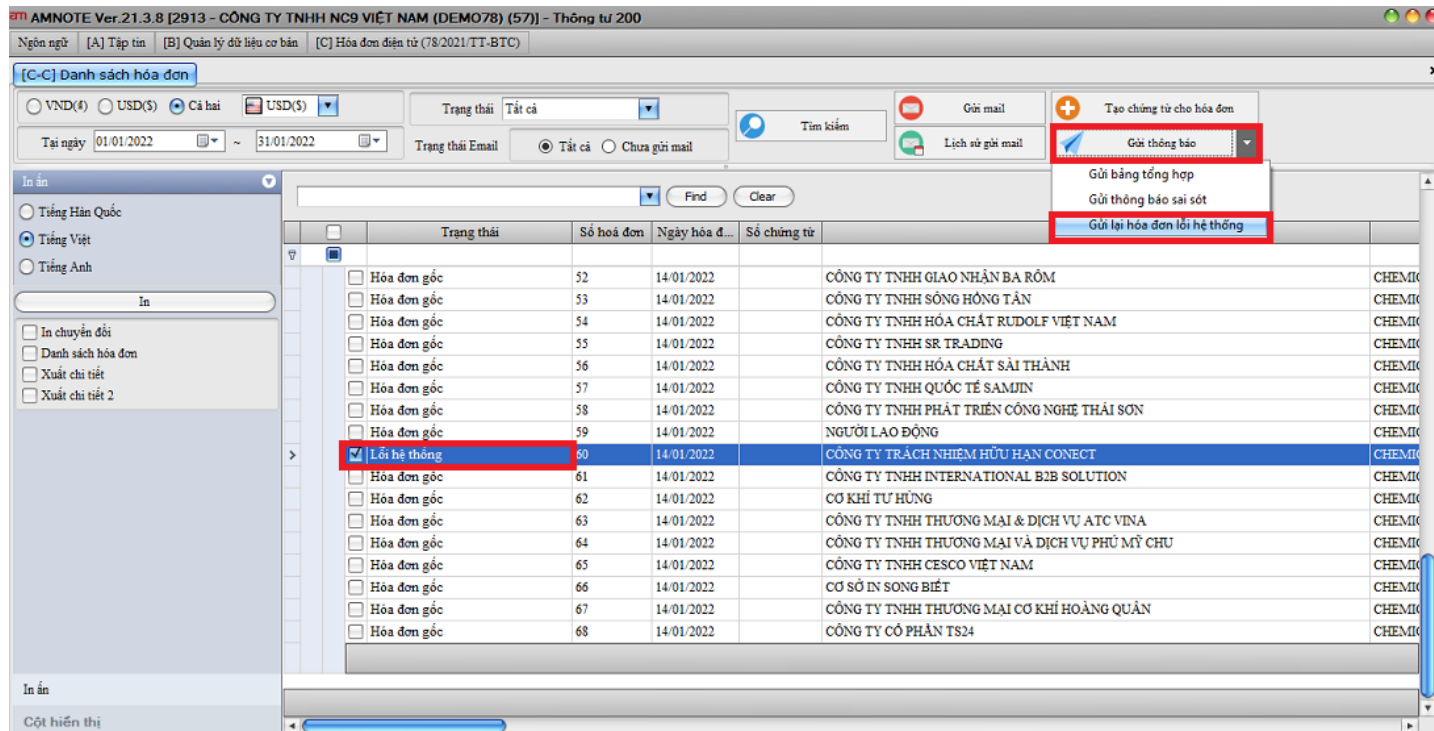 am AMNOTE Ver.21.3.8 [2913 - CÔNG TY TNHH NC9 VIỆT NAM (DEMO78) (57)] - Thông tư 200
Ngôn ngữ [A] Tập tin [B] Quản lý dữ liệu cơ bản [C] Hóa đơn điện tử (78/2021/TT-BTC)
[C-C] Danh sách hóa đơn
VND(đ) USD($) Cả hai USD($) Trạng thái Tất cả Tìm kiếm Gửi mail Tạo chứng từ cho hóa đơn
Tại ngày 01/01/2022 ~ 31/01/2022 Trạng thái Email Tất cả Chưa gửi mail Lịch sử gửi mail Gửi thông báo
Gửi bảng tổng hợp
Gửi thông báo sai sót
Gửi lại hóa đơn lỗi hệ thống
In ấn
Tiếng Hàn Quốc
Tiếng Việt
Tiếng Anh
In
In chuyển đổi
Danh sách hóa đơn
Xuất chi tiết
Xuất chi tiết 2
Find Clear
Trạng thái Số hoá đơn Ngày hóa đ... Số chứng từ
Hóa đơn gốc 52 14/01/2022 CÔNG TY TNHH GIAO NHẬN BA RÔM CHEMI
Hóa đơn gốc 53 14/01/2022 CÔNG TY TNHH SÔNG HỒNG TÂN CHEMI
Hóa đơn gốc 54 14/01/2022 CÔNG TY TNHH HÓA CHẤT RUDOLF VIỆT NAM CHEMI
Hóa đơn gốc 55 14/01/2022 CÔNG TY TNHH SR TRADING CHEMI
Hóa đơn gốc 56 14/01/2022 CÔNG TY TNHH HÓA CHẤT SÀI THÀNH CHEMI
Hóa đơn gốc 57 14/01/2022 CÔNG TY TNHH QUỐC TẾ SAMJIN CHEMI
Hóa đơn gốc 58 14/01/2022 CÔNG TY TNHH PHÁT TRIỂN CÔNG NGHỆ THÁI SƠN CHEMI
Hóa đơn gốc 59 14/01/2022 NGƯỜI LAO ĐỘNG CHEMI
Lỗi hệ thống 60 14/01/2022 CÔNG TY TRÁCH NHIỆM HỮU HẠN CONECT CHEMI
Hóa đơn gốc 61 14/01/2022 CÔNG TY TNHH INTERNATIONAL B2B SOLUTION CHEMI
Hóa đơn gốc 62 14/01/2022 CƠ KHÍ TƯ HÙNG CHEMI
Hóa đơn gốc 63 14/01/2022 CÔNG TY TNHH THƯƠNG MẠI & DỊCH VỤ ATC VINA CHEMI
Hóa đơn gốc 64 14/01/2022 CÔNG TY TNHH THƯƠNG MẠI VÀ DỊCH VỤ PHÚ MỸ CHU CHEMI
Hóa đơn gốc 65 14/01/2022 CÔNG TY TNHH CESCO VIỆT NAM CHEMI
Hóa đơn gốc 66 14/01/2022 CƠ SỞ IN SONG BIẾT CHEMI
Hóa đơn gốc 67 14/01/2022 CÔNG TY TNHH THƯƠNG MẠI CƠ KHÍ HOÀNG QUÂN CHEMI
Hóa đơn gốc 68 14/01/2022 CÔNG TY CỔ PHẦN TS24 CHEMI
In ấn
Cột hiển thị